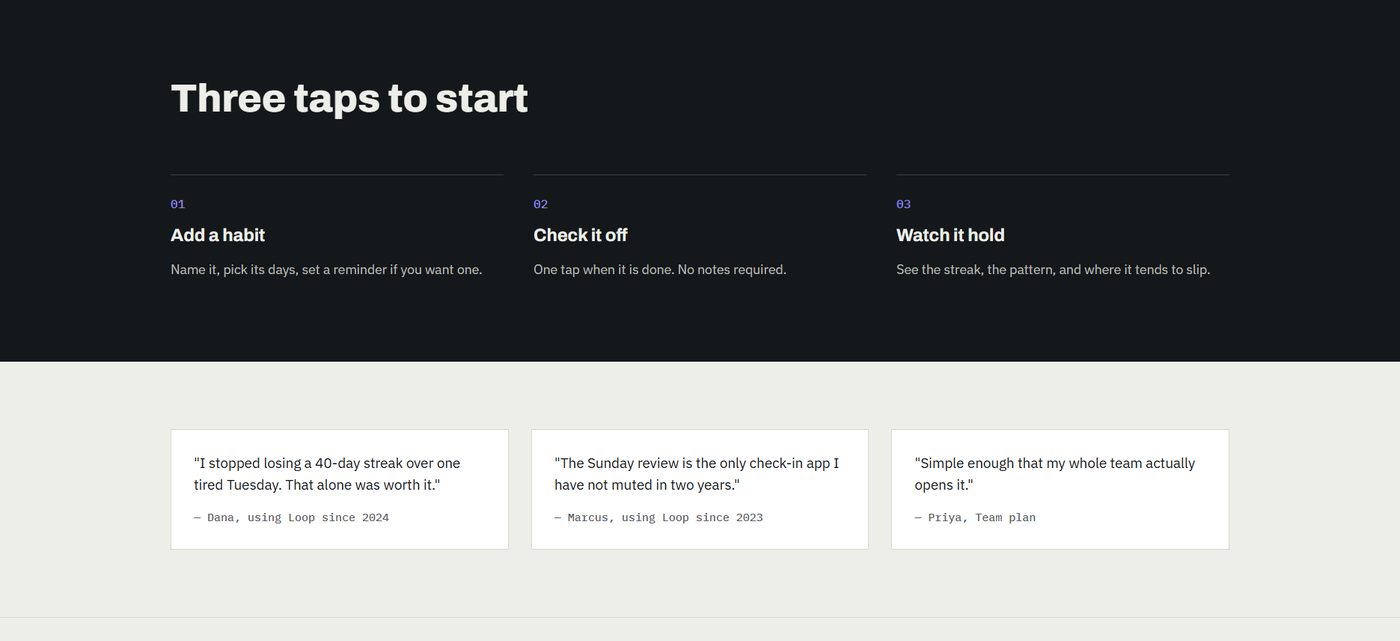 Three taps to start
01
Add a habit
Name it, pick its days, set a reminder if you want one.
02
Check it off
One tap when it is done. No notes required.
03
Watch it hold
See the streak, the pattern, and where it tends to slip.
"I stopped losing a 40-day streak over one
tired Tuesday. That alone was worth it."
— Dana, using Loop since 2024
"The Sunday review is the only check-in app I
have not muted in two years."
— Marcus, using Loop since 2023
"Simple enough that my whole team actually
opens it."
— Priya, Team plan